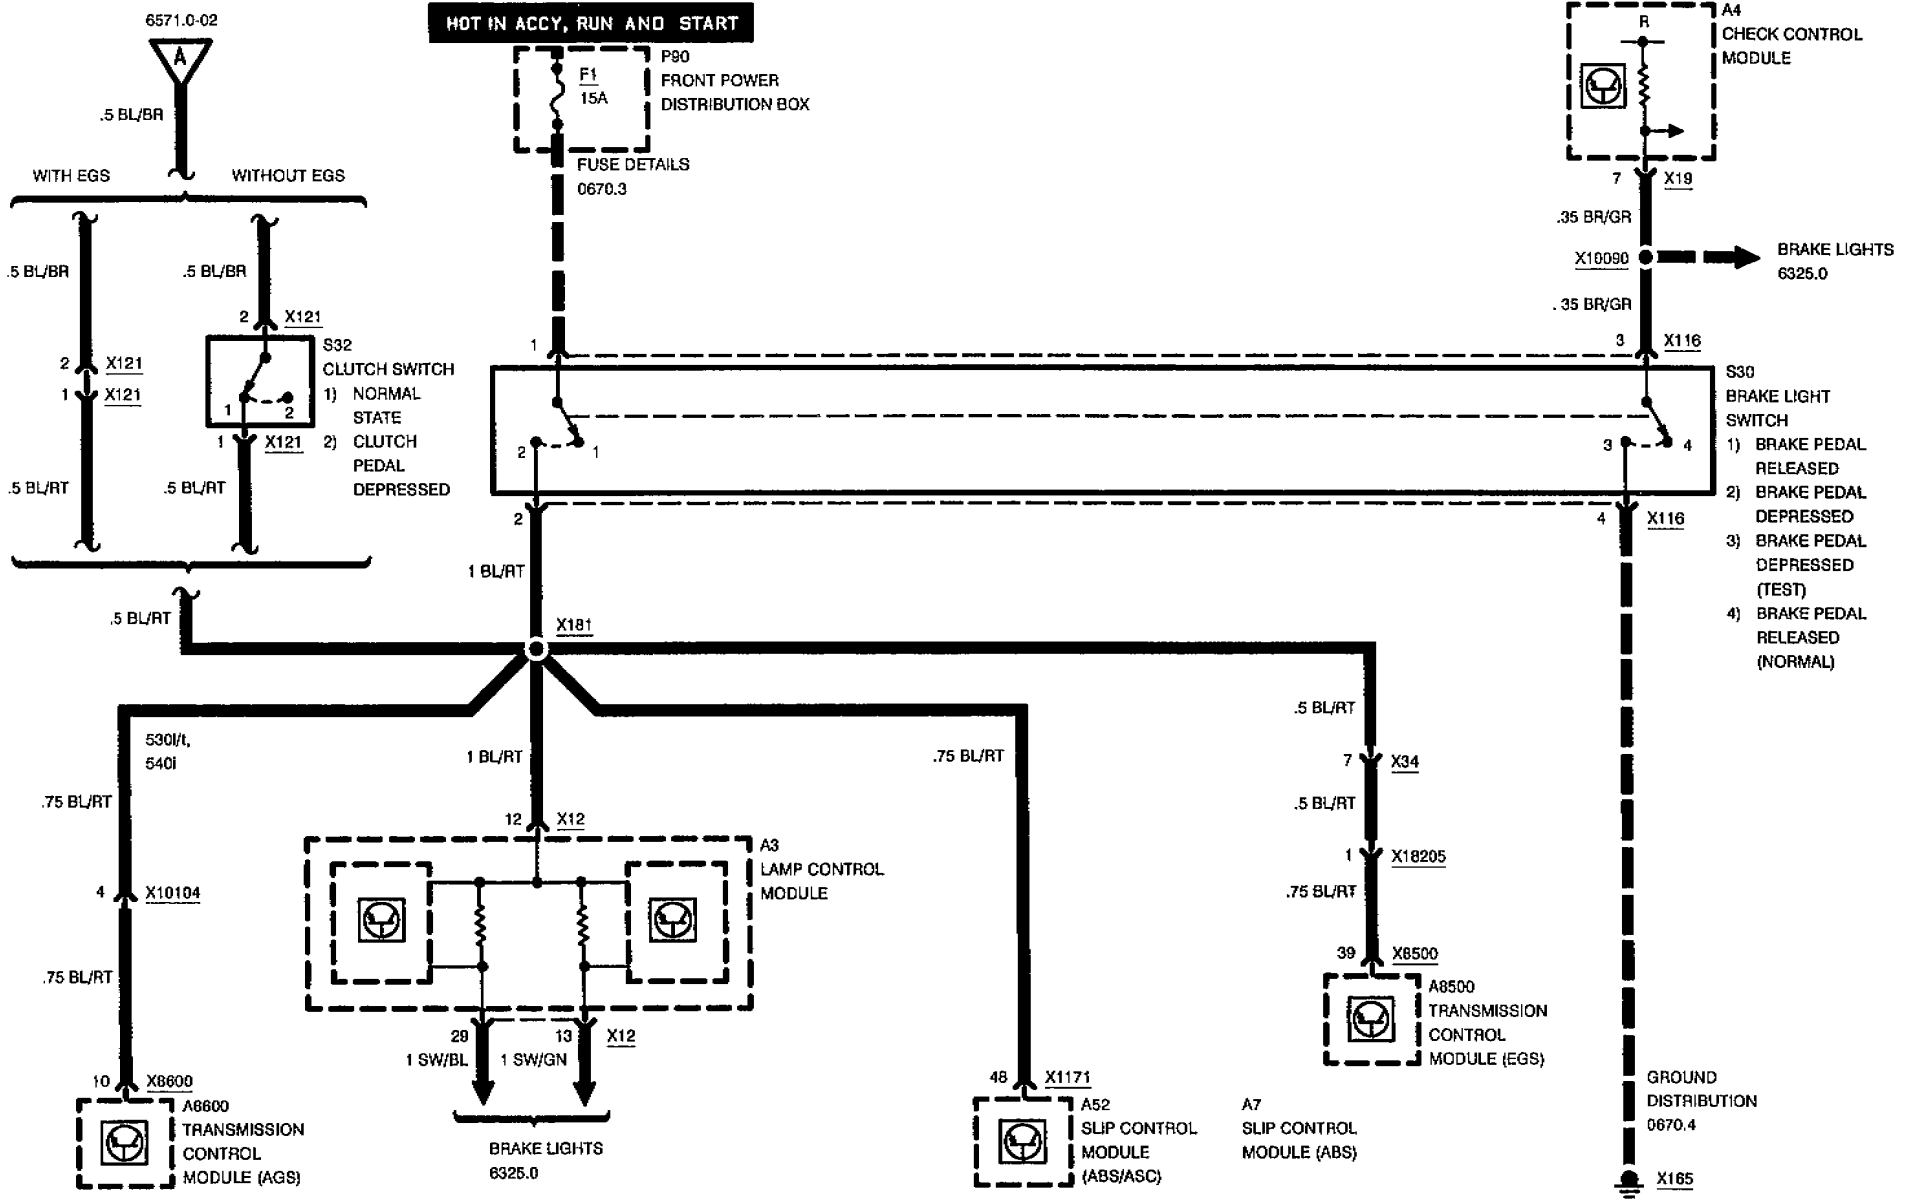 6571.0-02
A
.5 BL/BR
WITH EGS
WITHOUT EGS
.5 BL/BR
.5 BL/BR
2 X121
1 X121
2 X121
S32
CLUTCH SWITCH
1) NORMAL
STATE
2) CLUTCH
PEDAL
DEPRESSED
1
2
1 X121
.5 BL/RT
.5 BL/RT
.5 BL/RT
HOT IN ACCY, RUN AND START
P90
FRONT POWER
DISTRIBUTION BOX
F1
15A
FUSE DETAILS
0670.3
A4
CHECK CONTROL
MODULE
R
7 X19
.35 BR/GR
X10090
BRAKE LIGHTS
6325.0
.35 BR/GR
1
3 X116
S30
BRAKE LIGHT
SWITCH
1) BRAKE PEDAL
RELEASED
2) BRAKE PEDAL
DEPRESSED
3) BRAKE PEDAL
DEPRESSED
(TEST)
4) BRAKE PEDAL
RELEASED
(NORMAL)
2
1
3
4
2
4 X116
1 BL/RT
X181
530I/t,
540i
.75 BL/RT
4 X10104
.75 BL/RT
10 X8600
A8600
TRANSMISSION
CONTROL
MODULE (AGS)
1 BL/RT
12 X12
A3
LAMP CONTROL
MODULE
29
13 X12
1 SW/BL
1 SW/GN
BRAKE LIGHTS
6325.0
.75 BL/RT
48 X1171
A52
SLIP CONTROL
MODULE
(ABS/ASC)
A7
SLIP CONTROL
MODULE (ABS)
.5 BL/RT
7 X34
.5 BL/RT
1 X18205
.75 BL/RT
39 X8500
A8500
TRANSMISSION
CONTROL
MODULE (EGS)
GROUND
DISTRIBUTION
0670.4
X165